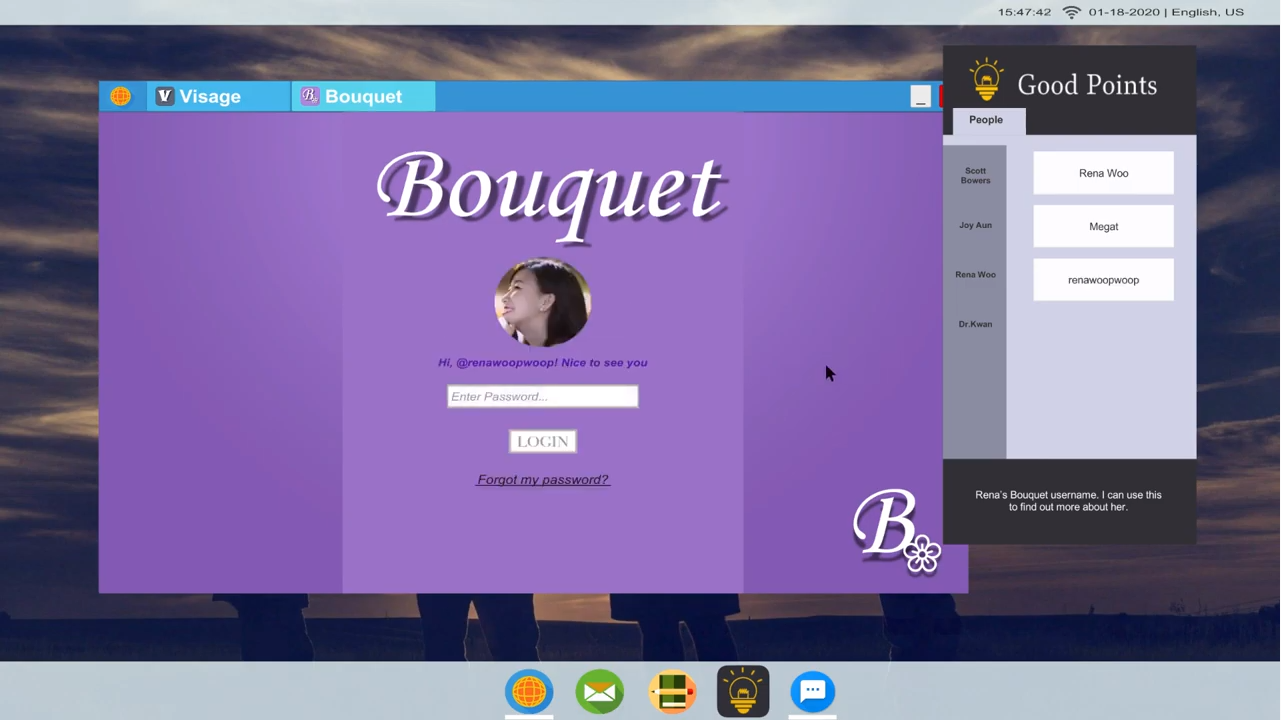 15:47:42 01-18-2020 | English, US
V Visage
B Bouquet
_
Bouquet
Hi, @renawoopwoop! Nice to see you
Enter Password...
LOGIN
Forgot my password?
B
Good Points
People
Scott
Bowers
Joy Aun
Rena Woo
Dr.Kwan
Rena Woo
Megat
renawoopwoop
Rena's Bouquet username. I can use this
to find out more about her.